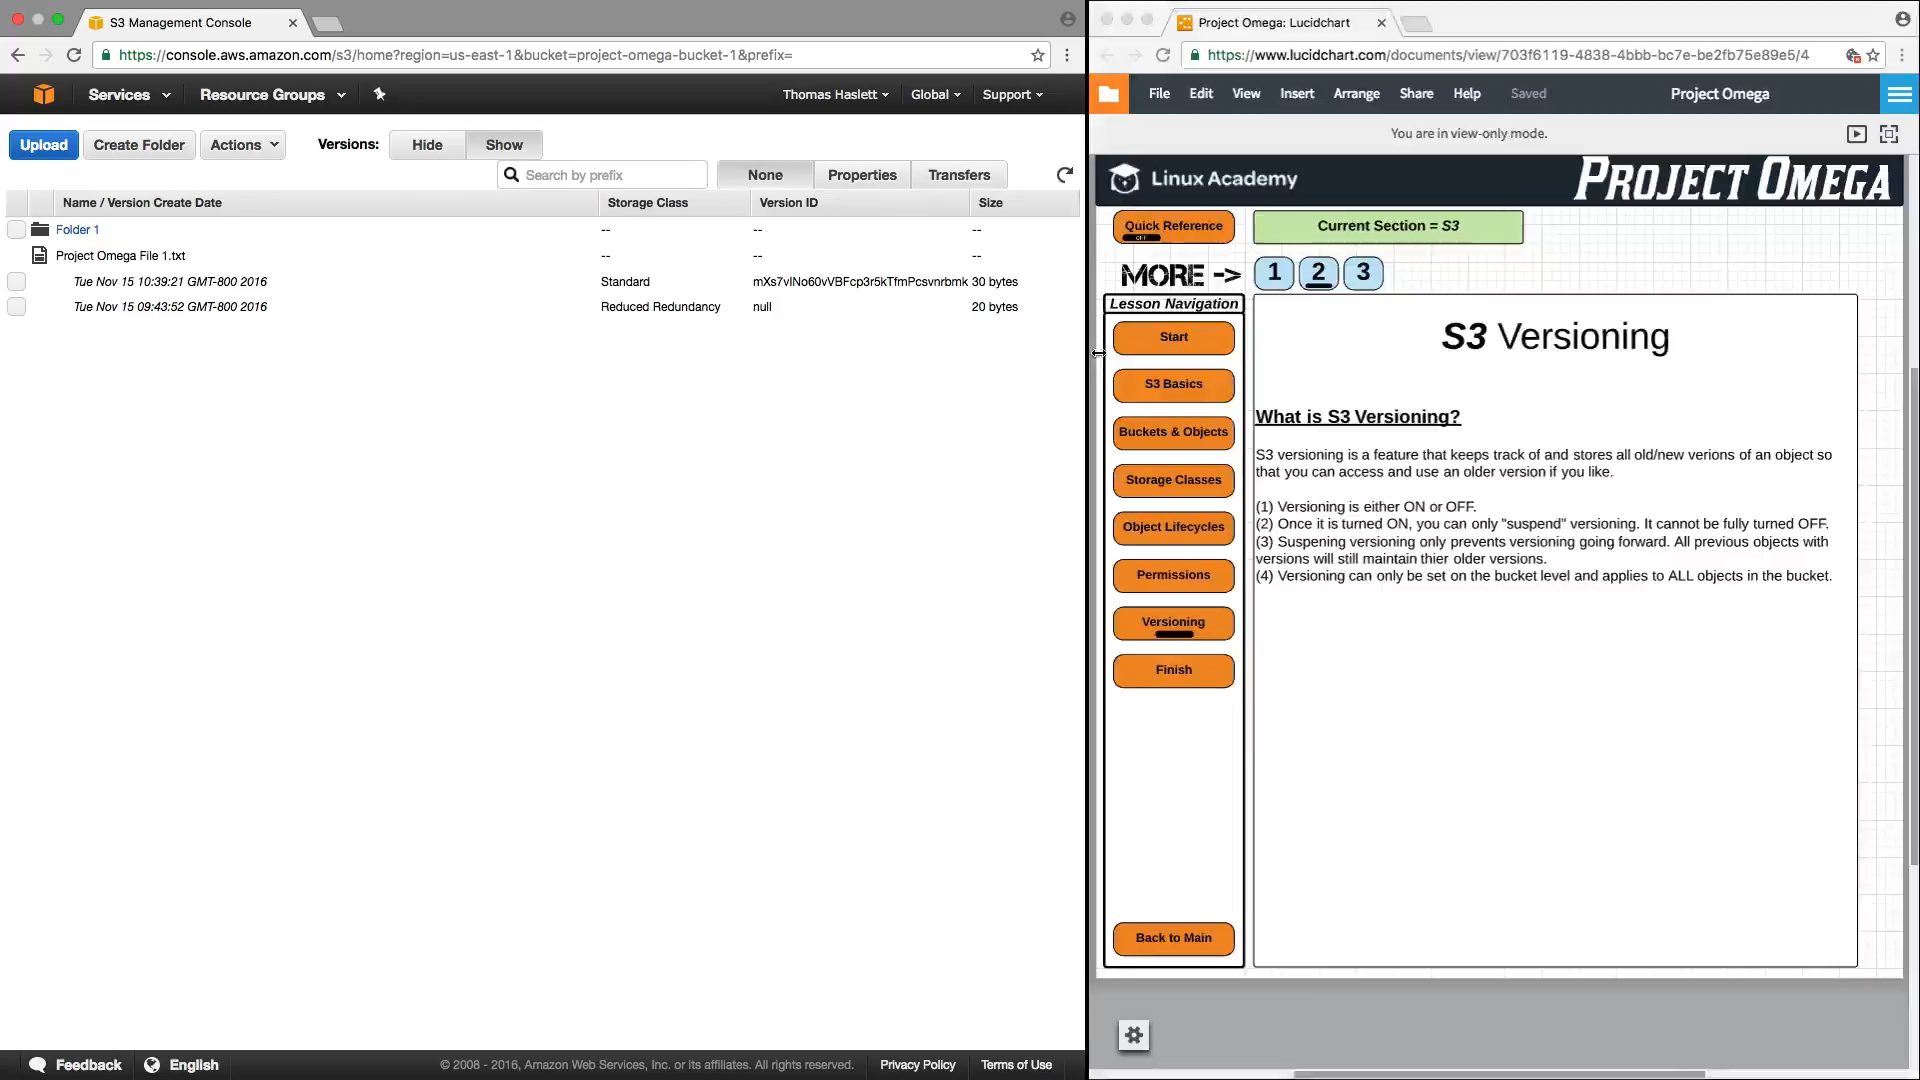 S3 Management Console
https://console.aws.amazon.com/s3/home?region=us-east-1&bucket=project-omega-bucket-1&prefix=
Services Resource Groups Thomas Haslett Global Support
Upload Create Folder Actions Versions: Hide Show
Search by prefix None Properties Transfers
Name / Version Create Date Storage Class Version ID Size
Folder 1 -- -- --
Project Omega File 1.txt -- -- --
Tue Nov 15 10:39:21 GMT-800 2016 Standard mXs7vlNo60vVBFcp3r5kTfmPcsvnrbmk 30 bytes
Tue Nov 15 09:43:52 GMT-800 2016 Reduced Redundancy null 20 bytes
Feedback English © 2008 - 2016, Amazon Web Services, Inc. or its affiliates. All rights reserved. Privacy Policy Terms of Use
Project Omega: Lucidchart
https://www.lucidchart.com/documents/view/703f6119-4838-4bbb-bc7e-be2fb75e89e5/4
File Edit View Insert Arrange Share Help Saved Project Omega
You are in view-only mode.
Linux Academy PROJECT OMEGA
Quick Reference Current Section = S3
OFF
MORE -> 1 2 3
Lesson Navigation
Start
S3 Basics
Buckets & Objects
Storage Classes
Object Lifecycles
Permissions
Versioning
Finish
Back to Main
S3 Versioning
What is S3 Versioning?
S3 versioning is a feature that keeps track of and stores all old/new verions of an object so
that you can access and use an older version if you like.
(1) Versioning is either ON or OFF.
(2) Once it is turned ON, you can only "suspend" versioning. It cannot be fully turned OFF.
(3) Suspening versioning only prevents versioning going forward. All previous objects with
versions will still maintain thier older versions.
(4) Versioning can only be set on the bucket level and applies to ALL objects in the bucket.